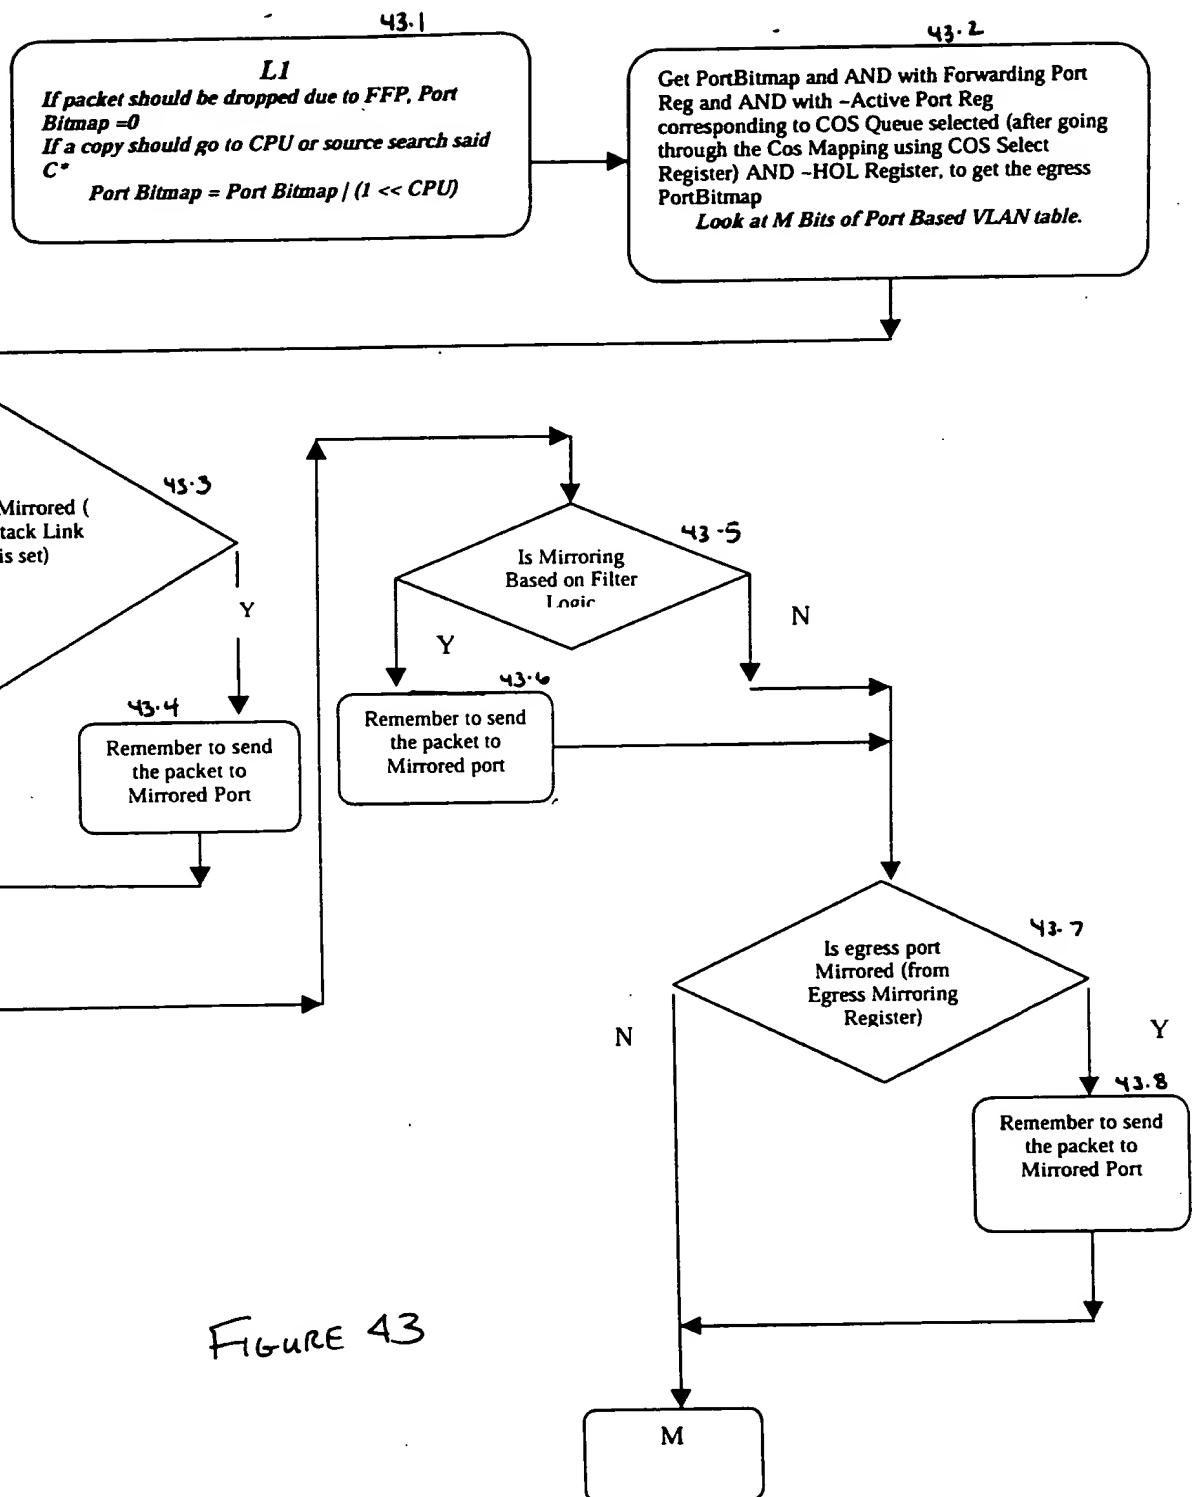 43.1
L1
If packet should be dropped due to FFP, Port
Bitmap =0
If a copy should go to CPU or source search said
C*
Port Bitmap = Port Bitmap | (1 << CPU)
43.2
Get PortBitmap and AND with Forwarding Port
Reg and AND with ~Active Port Reg
corresponding to COS Queue selected (after going
through the Cos Mapping using COS Select
Register) AND ~HOL Register, to get the egress
PortBitmap
Look at M Bits of Port Based VLAN table.
43.3
Mirrored (
tack Link
is set)
Y
43.4
Remember to send
the packet to
Mirrored Port
43-5
Is Mirroring
Based on Filter
Logic
Y
N
43.6
Remember to send
the packet to
Mirrored port
43.7
Is egress port
Mirrored (from
Egress Mirroring
Register)
N
Y
43.8
Remember to send
the packet to
Mirrored Port
FIGURE 43
M